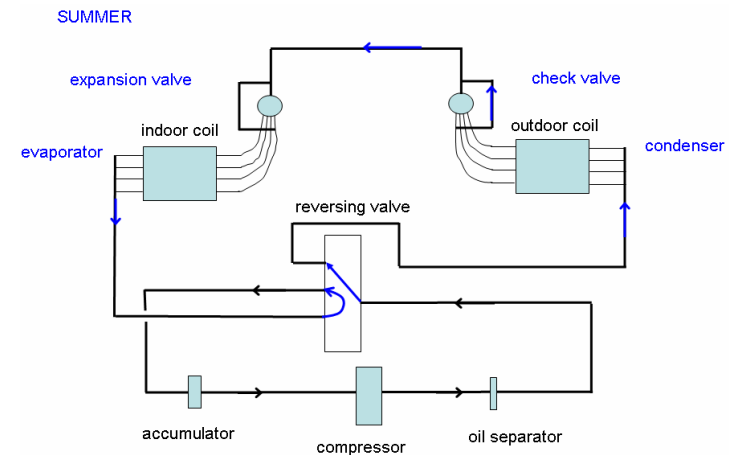 SUMMER
expansion valve
check valve
indoor coil
outdoor coil
evaporator
condenser
reversing valve
accumulator
compressor
oil separator